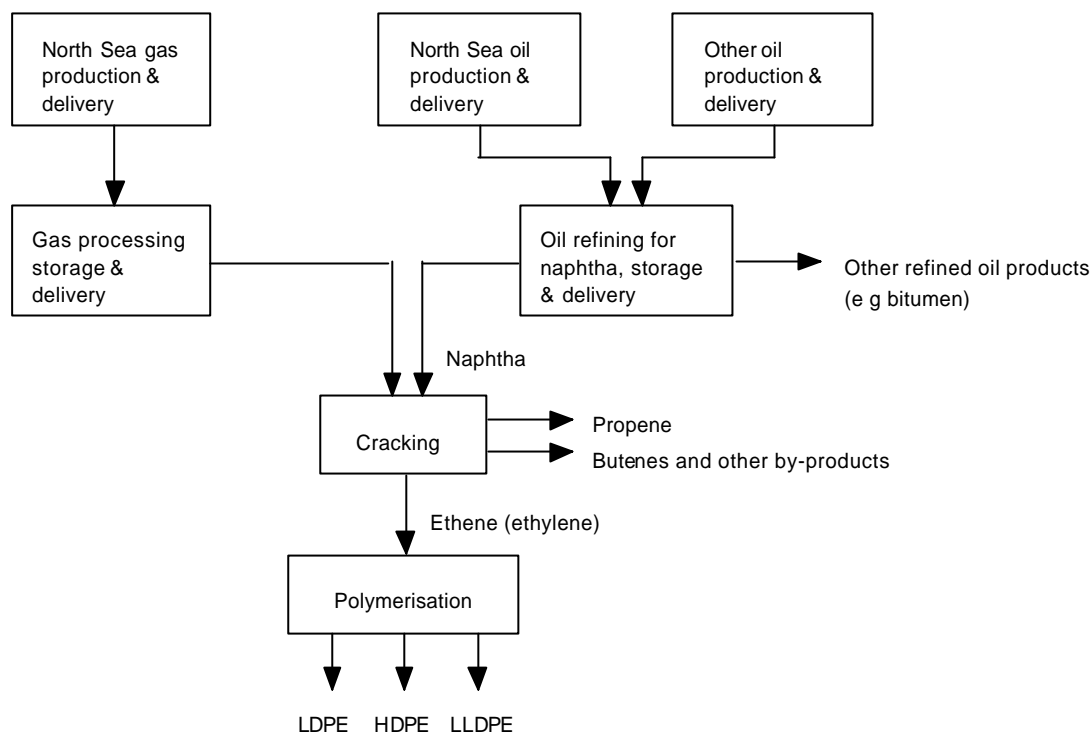 North Sea gas
production &
delivery
North Sea oil
production &
delivery
Other oil
production &
delivery
Gas processing
storage &
delivery
Oil refining for
naphtha, storage
& delivery
Other refined oil products
(e g bitumen)
Naphtha
Cracking
Propene
Butenes and other by-products
Ethene (ethylene)
Polymerisation
LDPE HDPE LLDPE